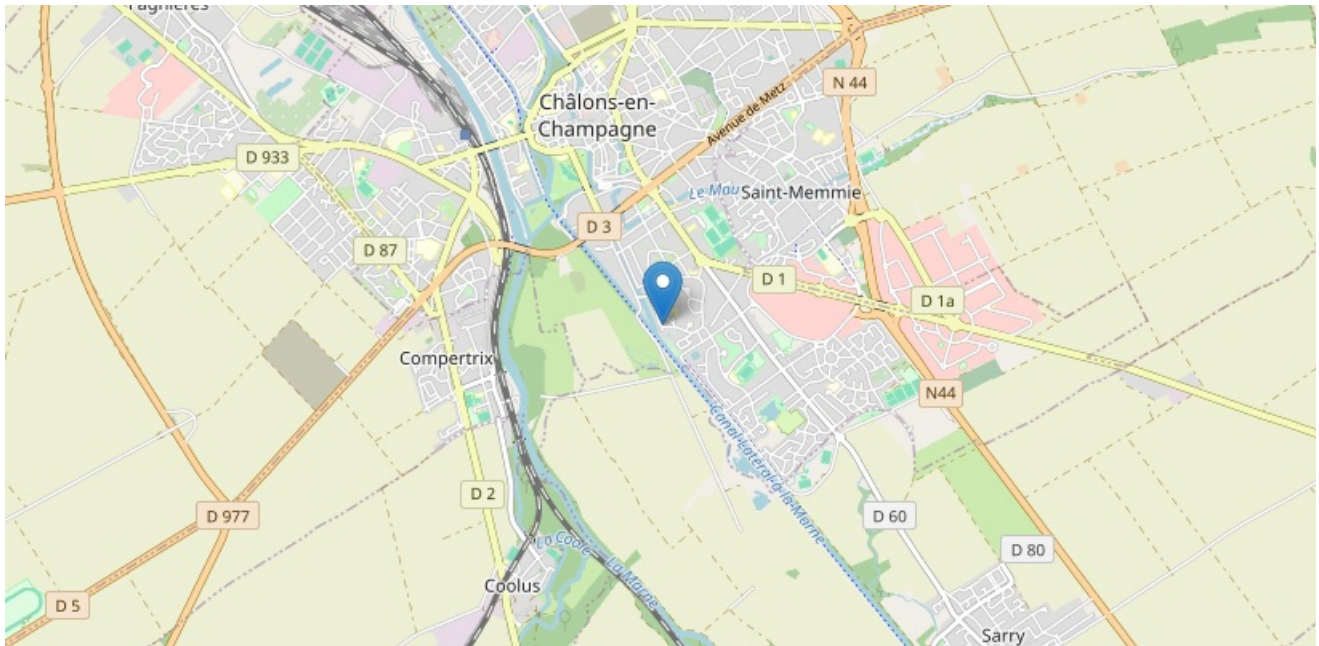 Fagnières
N 44
Châlons-en-
Champagne
Avenue de Metz
D 933
Le Mau
Saint-Memmie
D 3
D 87
D 1
D 1a
Compertrix
N44
Canal Latéral à la Marne
D 2
D 977
D 60
La Coole
D 80
La Marne
Coolus
D 5
Sarry